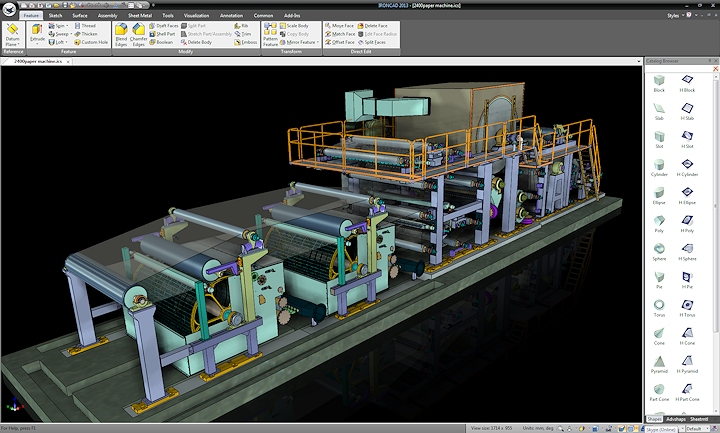 IRONCAD 2013 - [2400paper machine.ics]
Feature Sketch Surface Assembly Sheet Metal Tools Visualization Annotation Common Add-Ins
Styles
Datum Plane Extrude Spin Sweep Loft Shell Thicken Custom Hole
Blend Edges Chamfer Edges Draft Faces Shell Faces Boolean Split Part Stretch Part/Assembly Delete Body Rib Trim Emboss
Pattern Feature Scale Body Copy Body Mirror Feature
Move Face Match Face Offset Face Delete Face Edit Face Radius Split Faces
Reference Feature Modify Transform Direct Edit
2400paper machine.ics
Catalog Browser
Block H Block
Slab H Slab
Slot H Slot
Cylinder H Cylinder
Ellipse H Ellipse
Poly H Poly
Sphere H Sphere
Pie H Pie
Torus H Torus
Cone H Cone
Pyramid H Pyramid
Part Cone H Part Cone
Shapes Advshaps Sheetmtl
For Help, press F1
View size: 1714 x 955
Units: mm, deg
Skype (Online)
Default